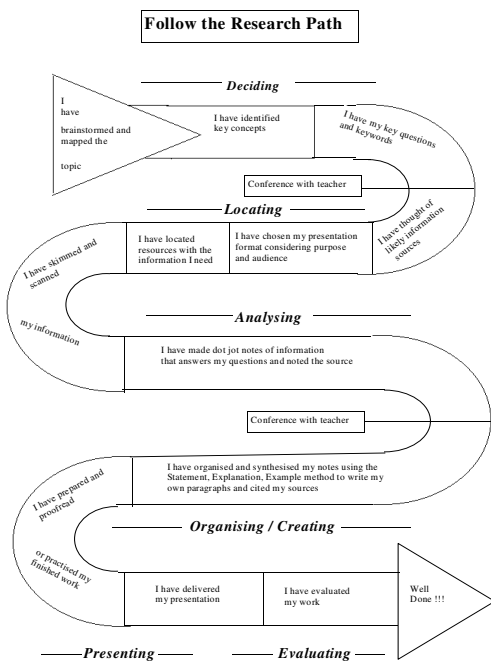 Follow the Research Path
Deciding
I
have
brainstormed and
mapped the
topic
I have identified
key concepts
I have my key questions
and keywords
Conference with teacher
I have thought of
likely information
sources
Locating
I have chosen my presentation
format considering purpose
and audience
I have located
resources with the
information I need
I have skimmed and
scanned
my information
Analysing
I have made dot jot notes of information
that answers my questions and noted the source
Conference with teacher
I have organised and synthesised my notes using the
Statement, Explanation, Example method to write my
own paragraphs and cited my sources
I have prepared and
proofread
or practised my
finished work
Organising / Creating
I have delivered
my presentation
I have evaluated
my work
Well
Done !!!
Presenting
Evaluating